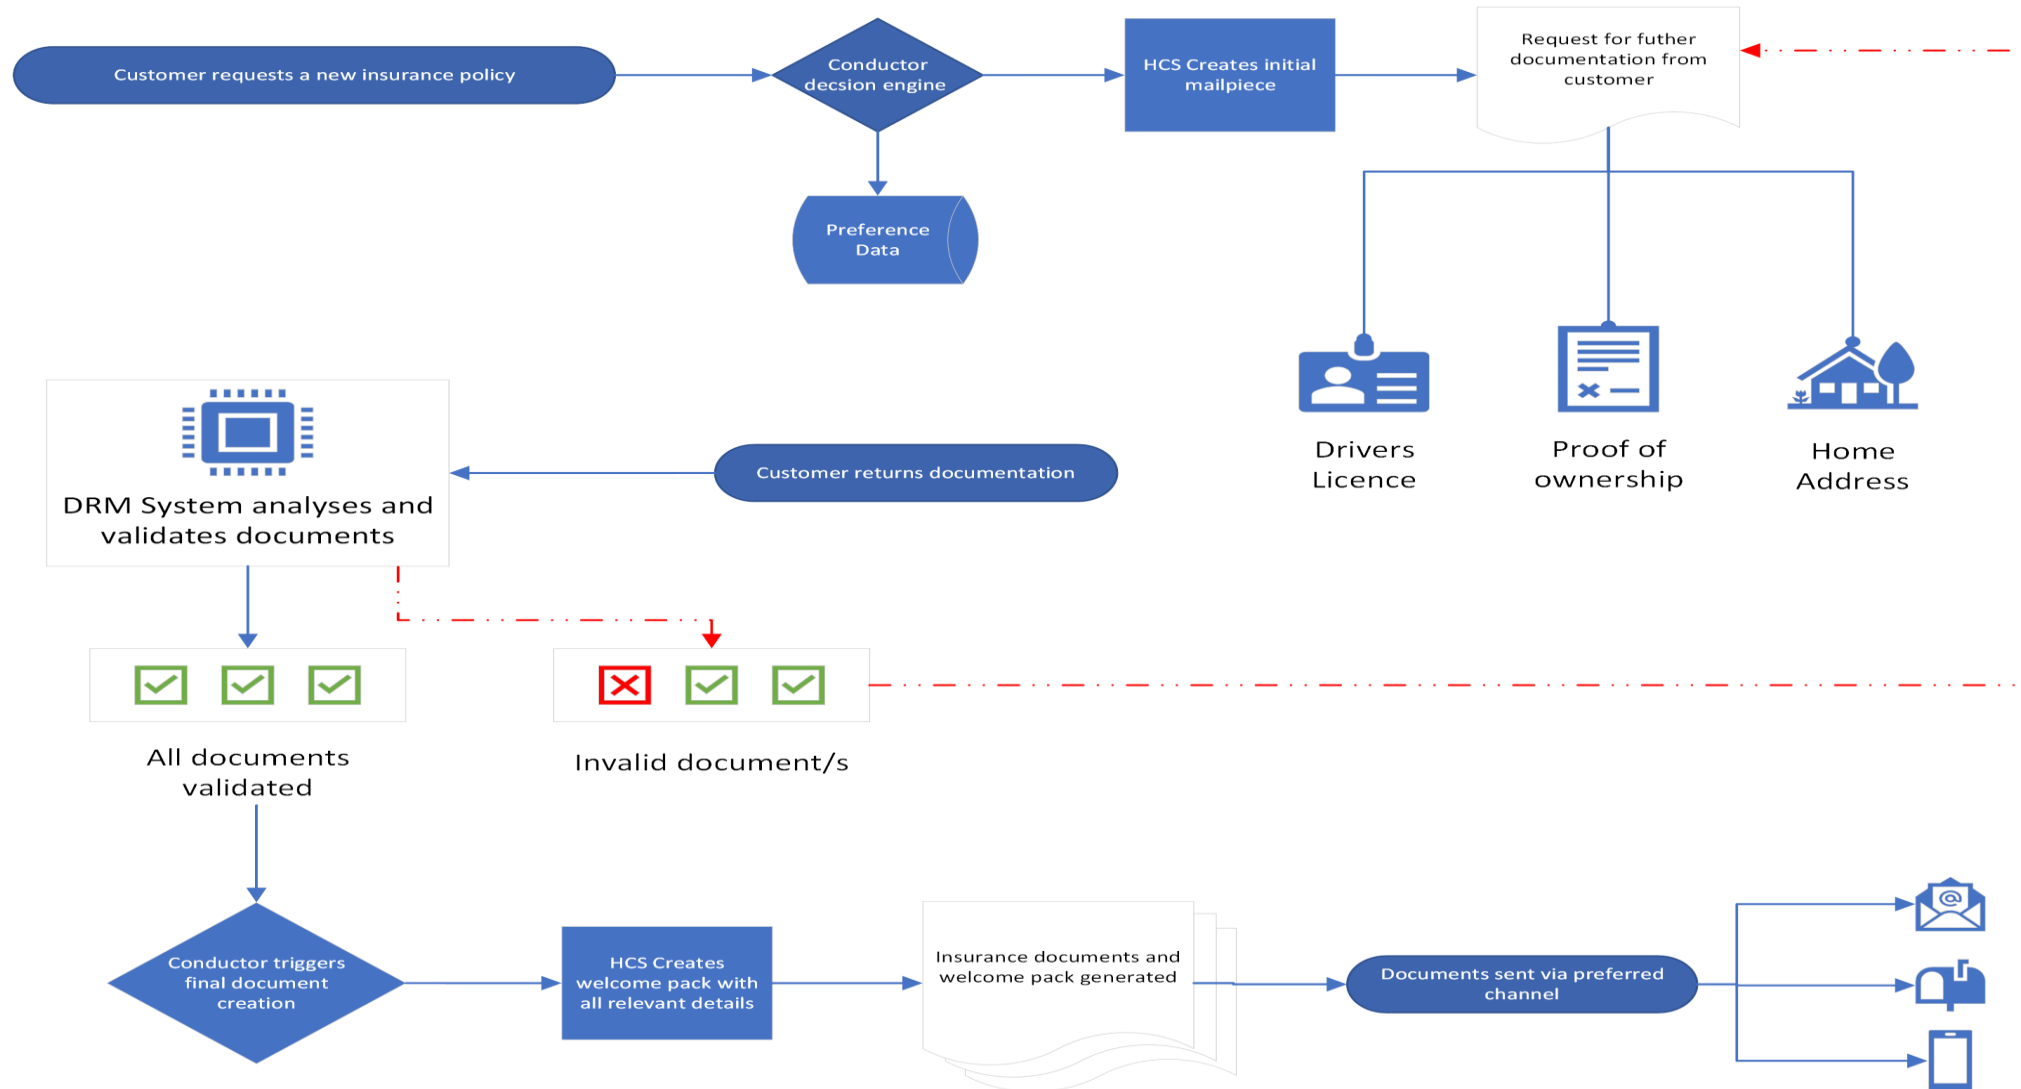 Customer requests a new insurance policy
Conductor
decsion engine
HCS Creates initial
mailpiece
Request for futher
documentation from
customer
Preference
Data
Drivers
Licence
Proof of
ownership
Home
Address
Customer returns documentation
DRM System analyses and
validates documents
All documents
validated
Invalid document/s
Conductor triggers
final document
creation
HCS Creates
welcome pack with
all relevant details
Insurance documents and
welcome pack generated
Documents sent via preferred
channel
@